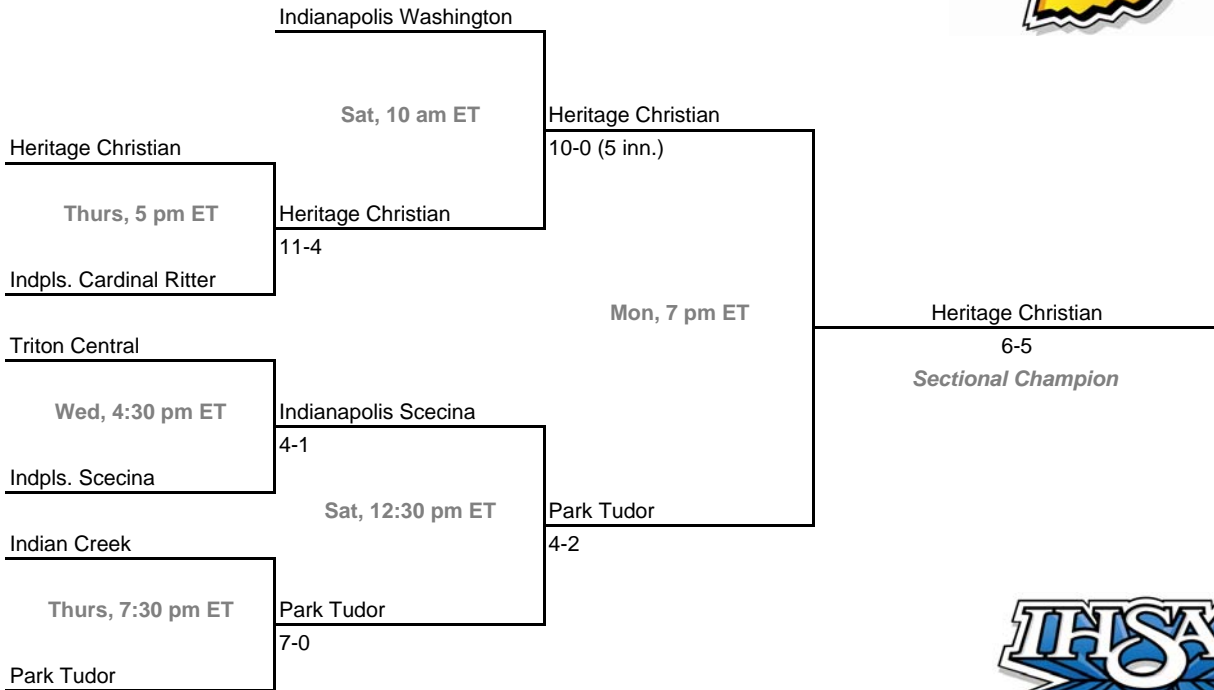 Indianapolis Washington
Sat, 10 am ET
Heritage Christian
Heritage Christian
10-0 (5 inn.)
Thurs, 5 pm ET
Heritage Christian
11-4
Indpls. Cardinal Ritter
Mon, 7 pm ET
Heritage Christian
Triton Central
6-5
Sectional Champion
Wed, 4:30 pm ET
Indianapolis Scecina
4-1
Indpls. Scecina
Sat, 12:30 pm ET
Park Tudor
Indian Creek
4-2
Thurs, 7:30 pm ET
Park Tudor
7-0
Park Tudor
IHSA